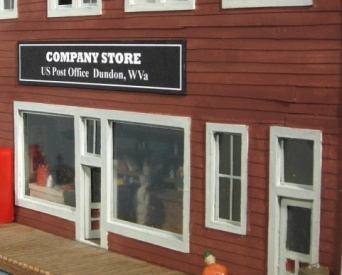 COMPANY STORE
US Post Office Dundon, WVa